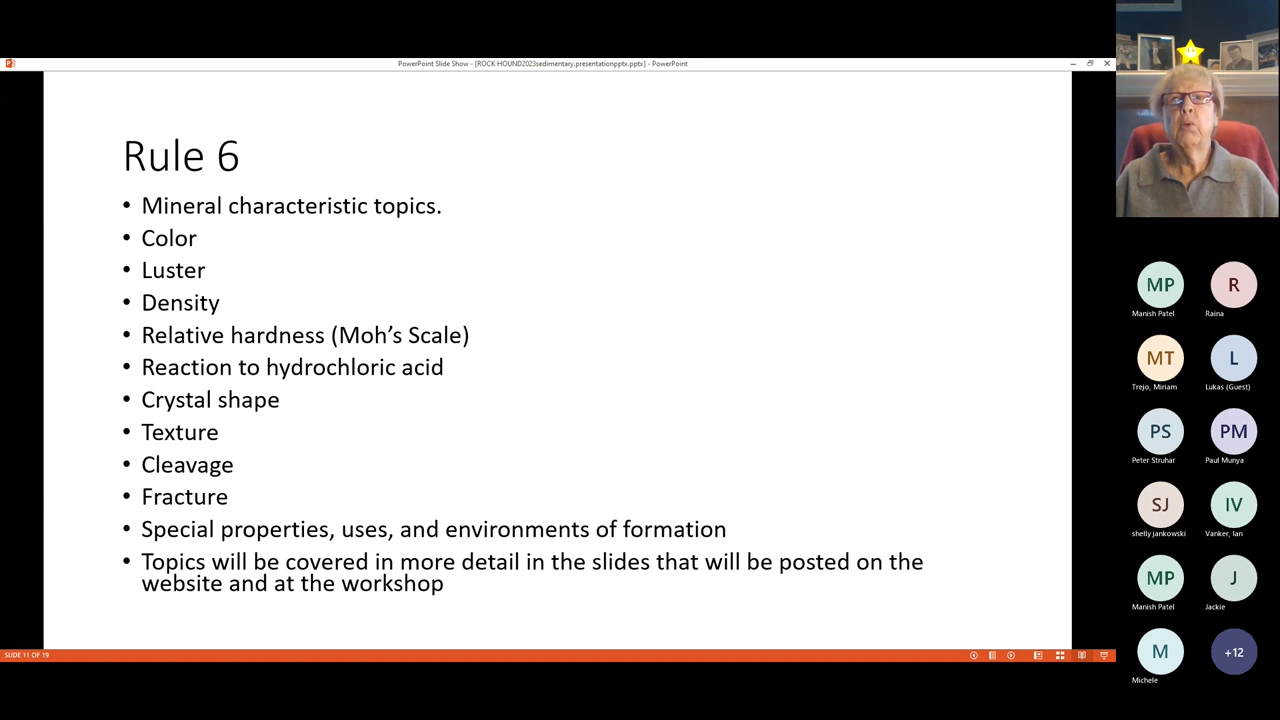 PowerPoint Slide Show - [ROCK HOUND2023sedimentary.presentationpptx.pptx] - PowerPoint
Rule 6
• Mineral characteristic topics.
• Color
• Luster
• Density
• Relative hardness (Moh’s Scale)
• Reaction to hydrochloric acid
• Crystal shape
• Texture
• Cleavage
• Fracture
• Special properties, uses, and environments of formation
• Topics will be covered in more detail in the slides that will be posted on the
website and at the workshop
SLIDE 11 OF 19
MP
Manish Patel
R
Raina
MT
Trejo, Miriam
L
Lukas (Guest)
PS
Peter Struhar
PM
Paul Munya
SJ
shelly jankowski
IV
Vanker, Ian
MP
Manish Patel
J
Jackie
M
Michele
+12